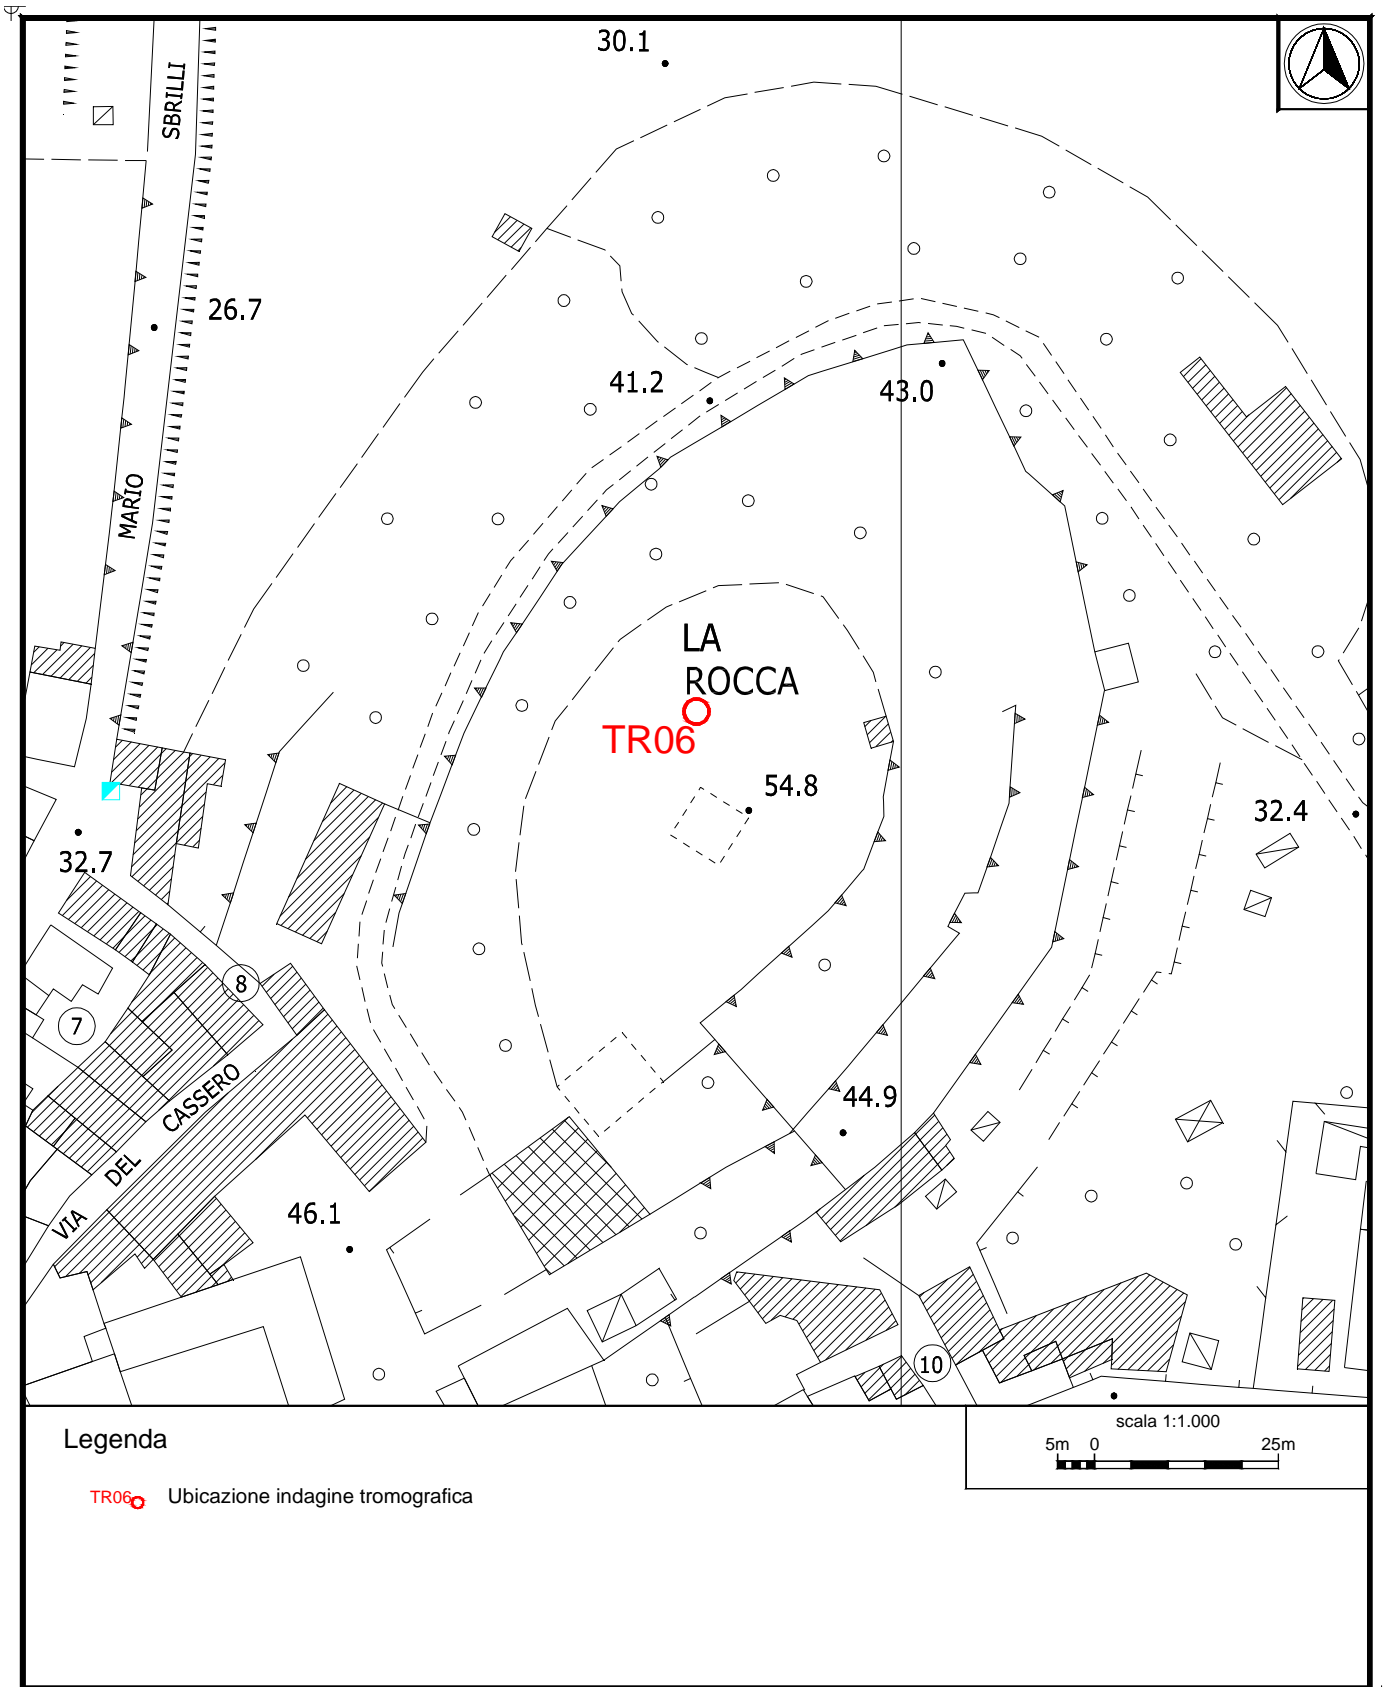 30.1
SBRILLI
26.7
41.2
43.0
MARIO
LA
ROCCA
TR06
54.8
32.4
32.7
8
7
VIA DEL CASSERO
44.9
46.1
10
Legenda
TR06 Ubicazione indagine tromografica
scala 1:1.000
5m 0 25m